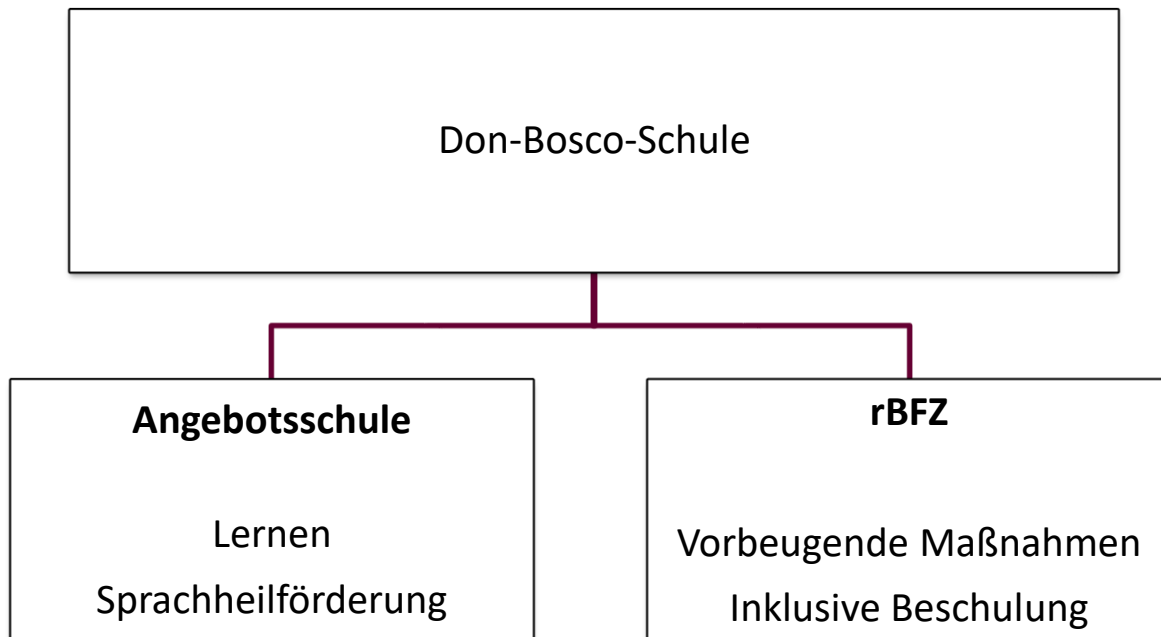 Don-Bosco-Schule
Angebotsschule
Lernen
Sprachheilförderung
rBFZ
Vorbeugende Maßnahmen
Inklusive Beschulung